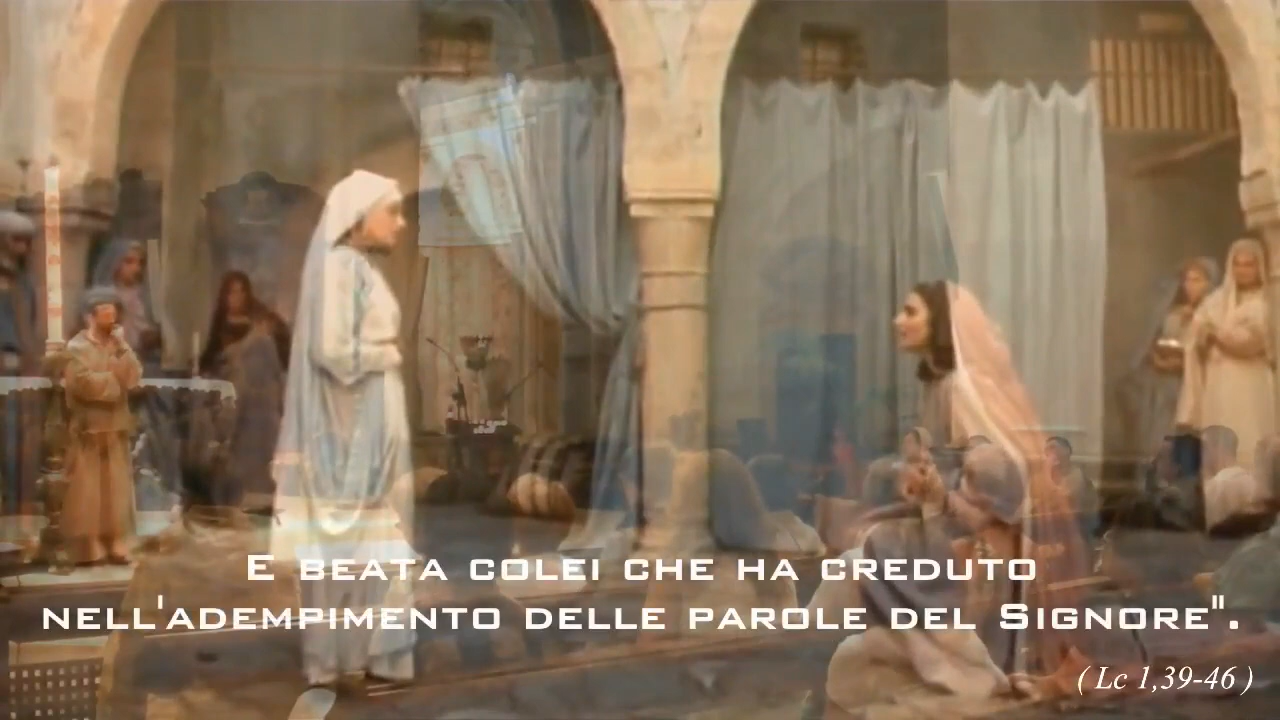 E BEATA COLEI CHE HA CREDUTO
NELL'ADEMPIMENTO DELLE PAROLE DEL SIGNORE".
( Lc 1,39-46 )